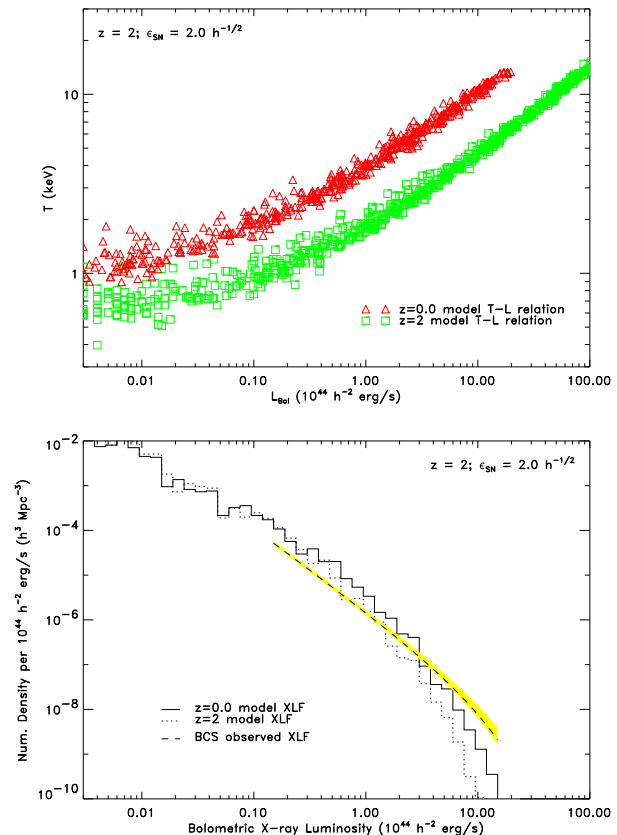 z = 2; ϵSN = 2.0 h^-1/2
10
1
T (keV)
z=0.0 model T-L relation
z=2 model T-L relation
0.01 0.10 1.00 10.00 100.00
LBol (10^44 h^-2 erg/s)
10^-2
z = 2; ϵSN = 2.0 h^-1/2
10^-4
10^-6
10^-8
10^-10
Num. Density per 10^44 h^-2 erg/s (h^3 Mpc^-3)
z=0.0 model XLF
z=2 model XLF
BCS observed XLF
0.01 0.10 1.00 10.00 100.00
Bolometric X-ray Luminosity (10^44 h^-2 erg/s)